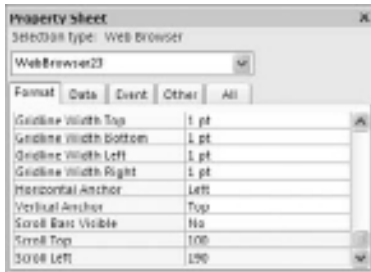 Property Sheet
Selection type: Web Browser
WebBrowser23
Format Data Event Other All
Gridline Width Top 1 pt
Gridline Width Bottom 1 pt
Gridline Width Left 1 pt
Gridline Width Right 1 pt
Horizontal Anchor Left
Vertical Anchor Top
Scroll Bars Visible No
Scroll Top 100
Scroll Left 190